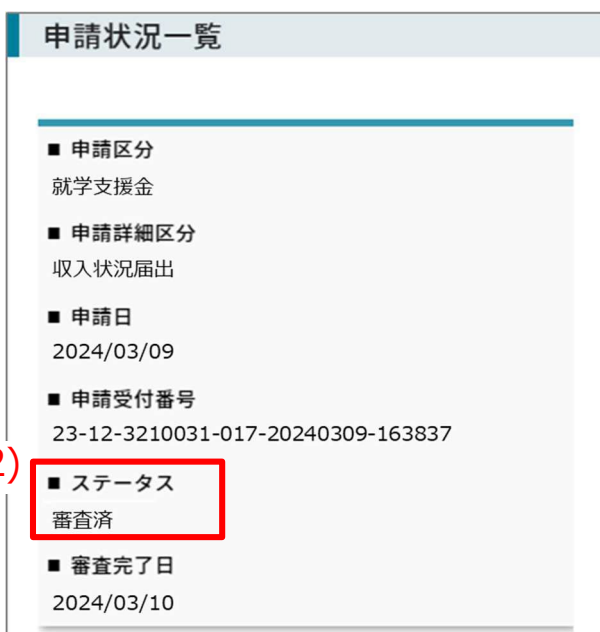 申請状況一覧
■ 申請区分
就学支援金
■ 申請詳細区分
収入状況届出
■ 申請日
2024/03/09
■ 申請受付番号
23-12-3210031-017-20240309-163837
2)
■ ステータス
審査済
■ 審査完了日
2024/03/10